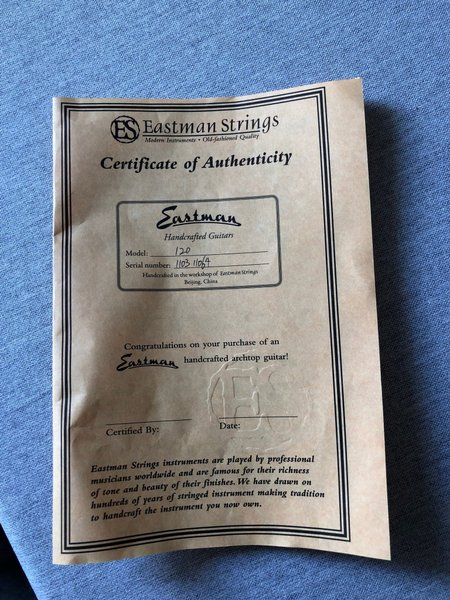 ES Eastman Strings
Modern Instruments • Old-fashioned Quality
Certificate of Authenticity
Eastman
Handcrafted Guitars
Model: 120
Serial number: 1103 1064
Handcrafted in the workshop of Eastman Strings
Beijing, China
Congratulations on your purchase of an
Eastman handcrafted archtop guitar!
ES
Certified By: Date:
Eastman Strings instruments are played by professional
musicians worldwide and are famous for their richness
of tone and beauty of their finishes. We have drawn on
hundreds of years of stringed instrument making tradition
to handcraft the instrument you now own.